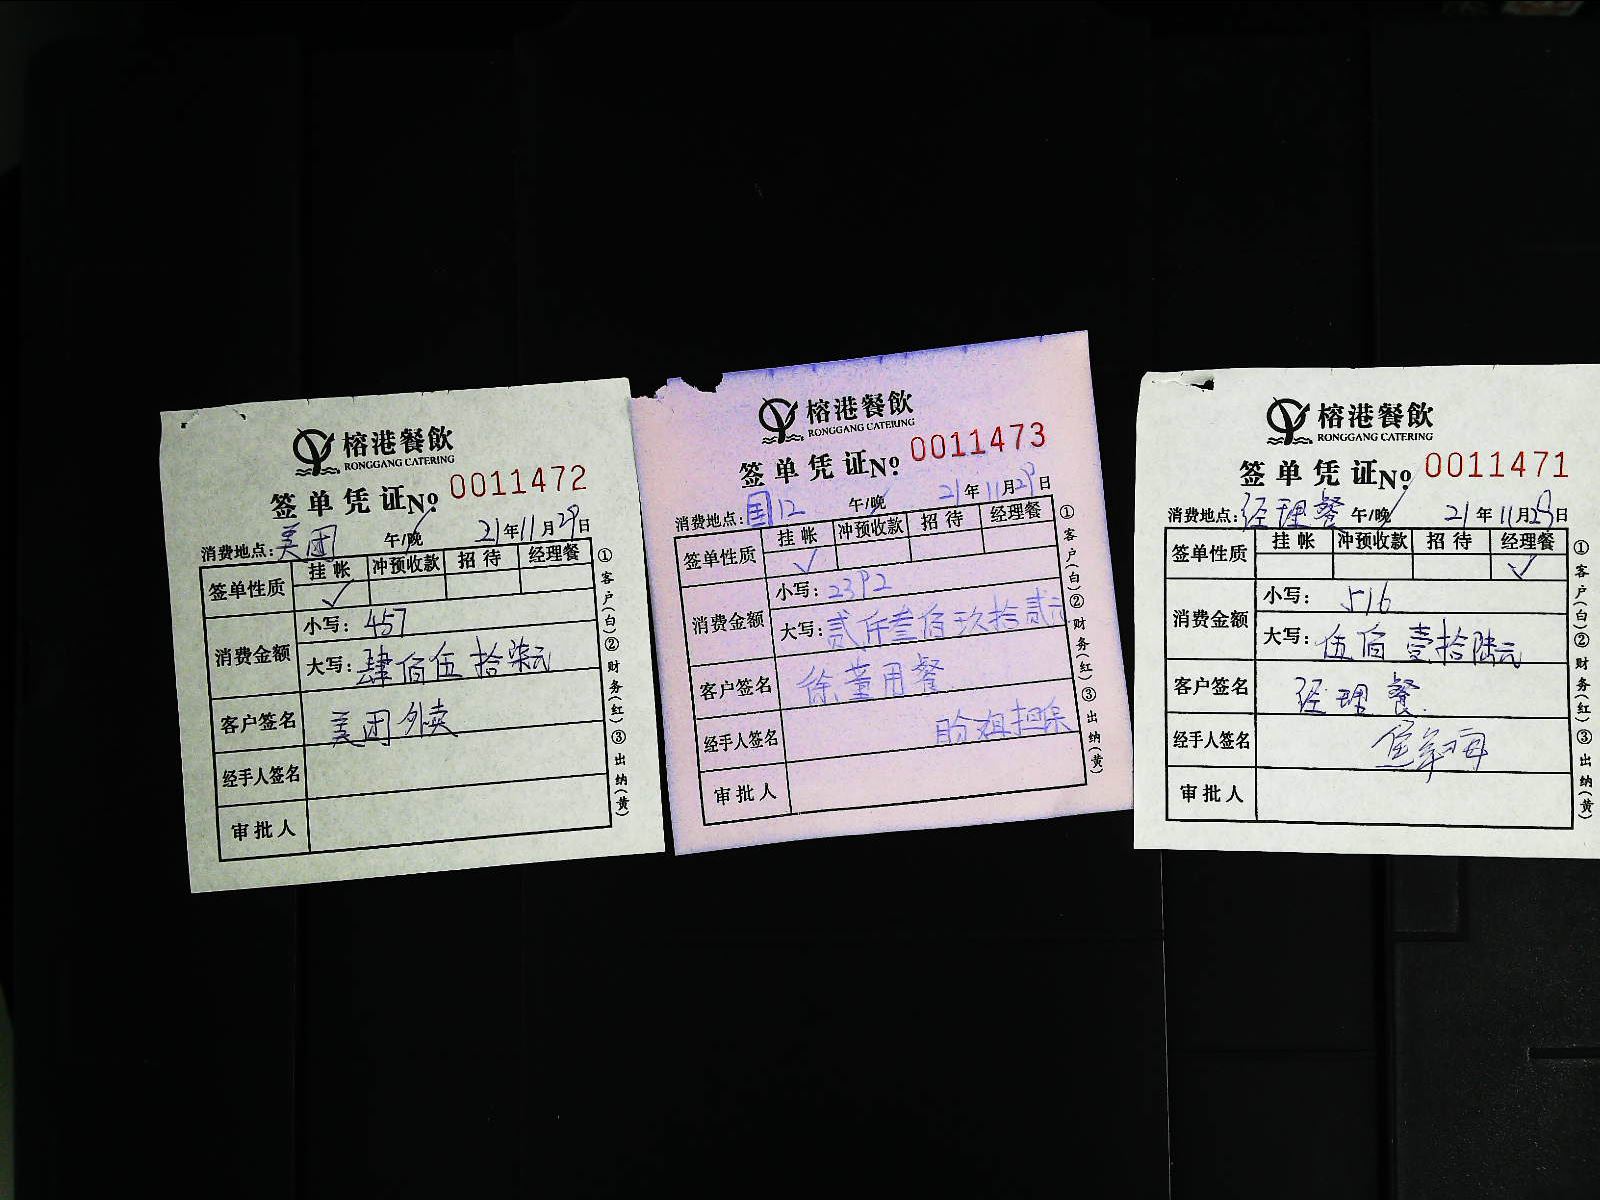 榕港餐飲
RONGGANG CATERING
签单凭证No 0011472
消费地点：美团 午/晚 21年11月29日
签单性质 挂帐 冲预收款 招待 经理餐
✓
消费金额 小写：457
大写：肆佰伍拾柒元
客户签名 美团外卖
经手人签名
审批人
①客户(白)②财务(红)③出纳(黄)
榕港餐飲
RONGGANG CATERING
签单凭证No 0011473
消费地点：国12 午/晚 21年11月29日
签单性质 挂帐 冲预收款 招待 经理餐
✓
消费金额 小写：2392
大写：贰仟叁佰玖拾贰元
客户签名 徐董用餐
经手人签名 盼姐担保
审批人
①客户(白)②财务(红)③出纳(黄)
榕港餐飲
RONGGANG CATERING
签单凭证No 0011471
消费地点：经理餐 午/晚 21年11月29日
签单性质 挂帐 冲预收款 招待 经理餐
✓
消费金额 小写：516
大写：伍佰壹拾陆元
客户签名 经理餐
经手人签名
审批人
①客户(白)②财务(红)③出纳(黄)